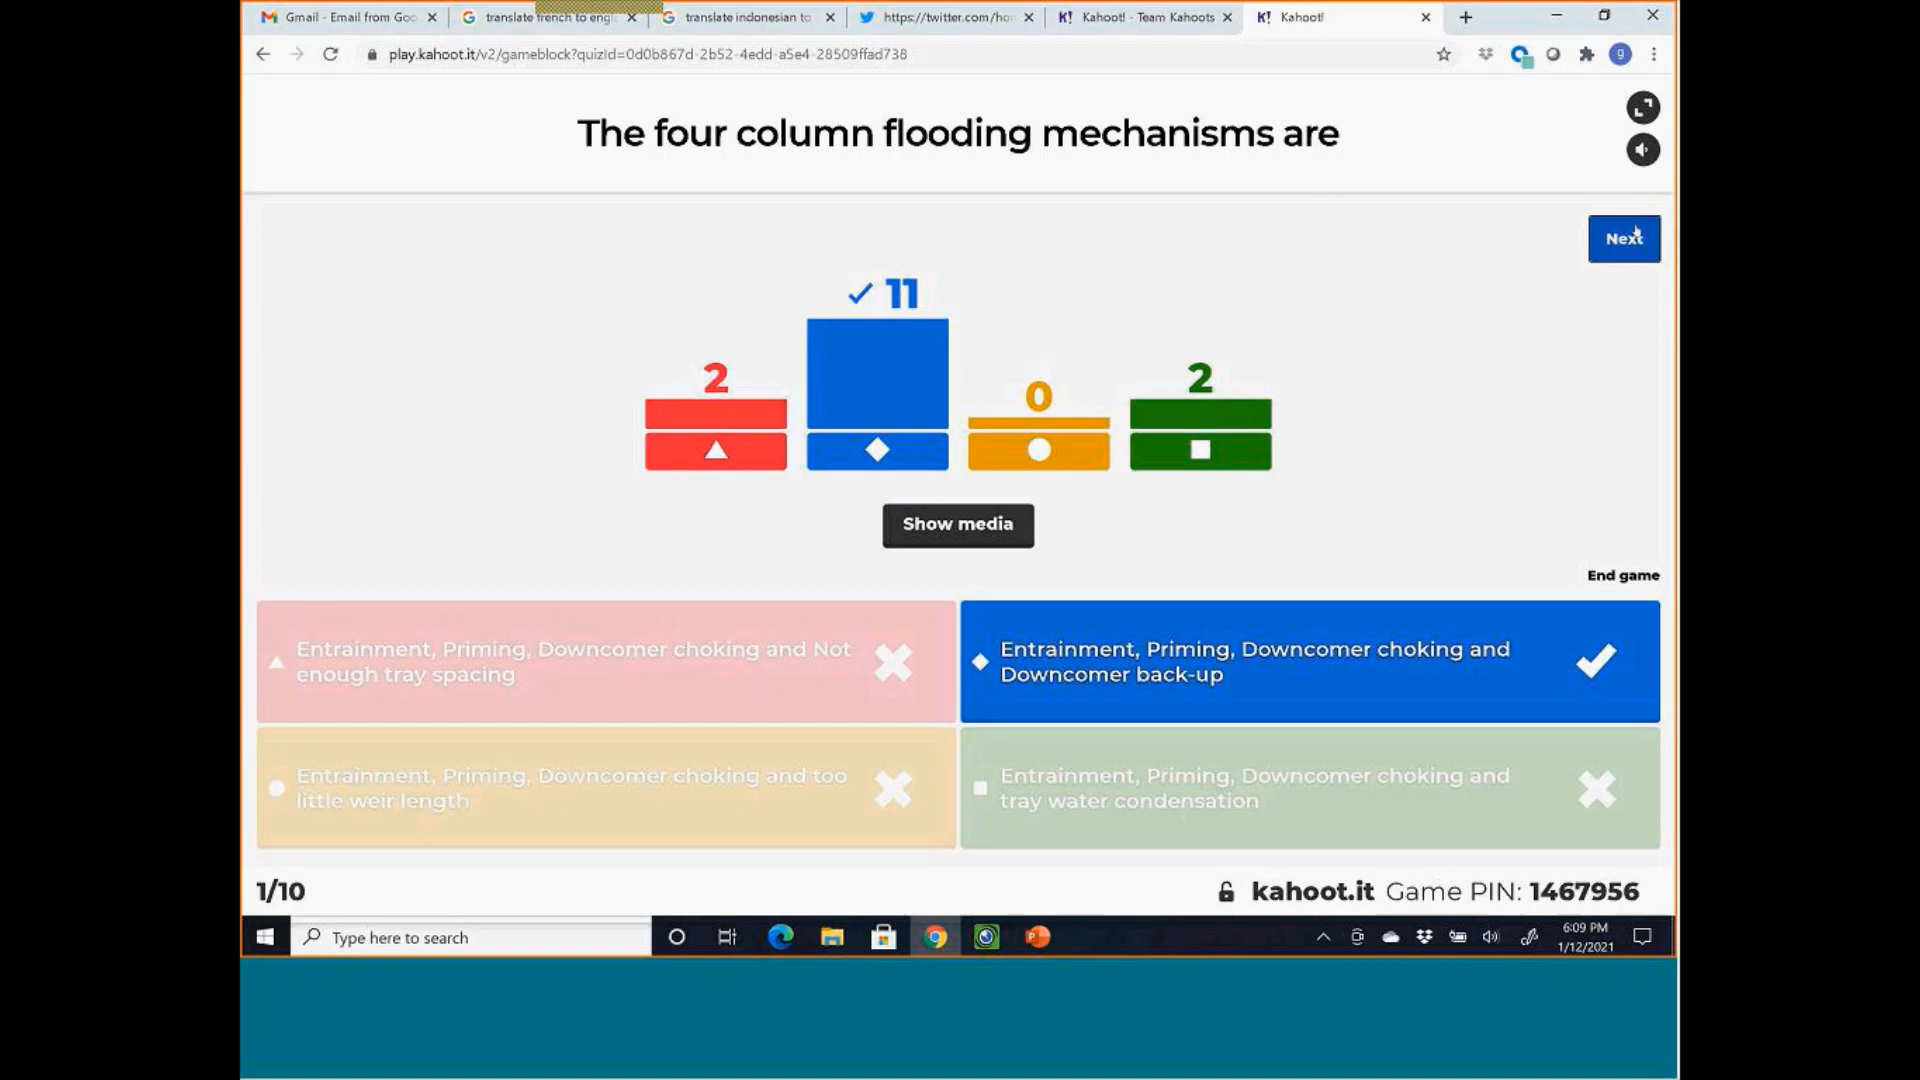 Gmail - Email from Goo
translate french to engl
translate indonesian to
https://twitter.com/hor
K! Kahoot! - Team Kahoots
K! Kahoot!
play.kahoot.it/v2/gameblock?quizId=0d0b867d-2b52-4edd-a5e4-28509ffad738
g
The four column flooding mechanisms are
Next
11
2
0
2
Show media
End game
Entrainment, Priming, Downcomer choking and Not
enough tray spacing
Entrainment, Priming, Downcomer choking and
Downcomer back-up
Entrainment, Priming, Downcomer choking and too
little weir length
Entrainment, Priming, Downcomer choking and
tray water condensation
1/10
kahoot.it Game PIN: 1467956
Type here to search
6:09 PM
1/12/2021